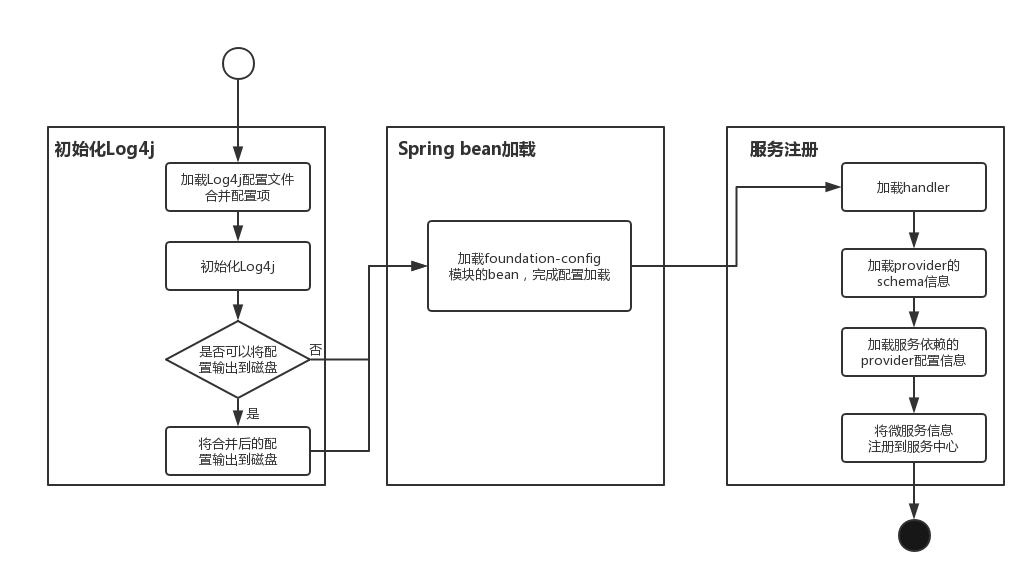 初始化Log4j
加载Log4j配置文件
合并配置项
初始化Log4j
是否可以将配
置输出到磁盘
否
是
将合并后的配
置输出到磁盘
Spring bean加载
加载foundation-config
模块的bean，完成配置加载
服务注册
加载handler
加载provider的
schema信息
加载服务依赖的
provider配置信息
将微服务信息
注册到服务中心